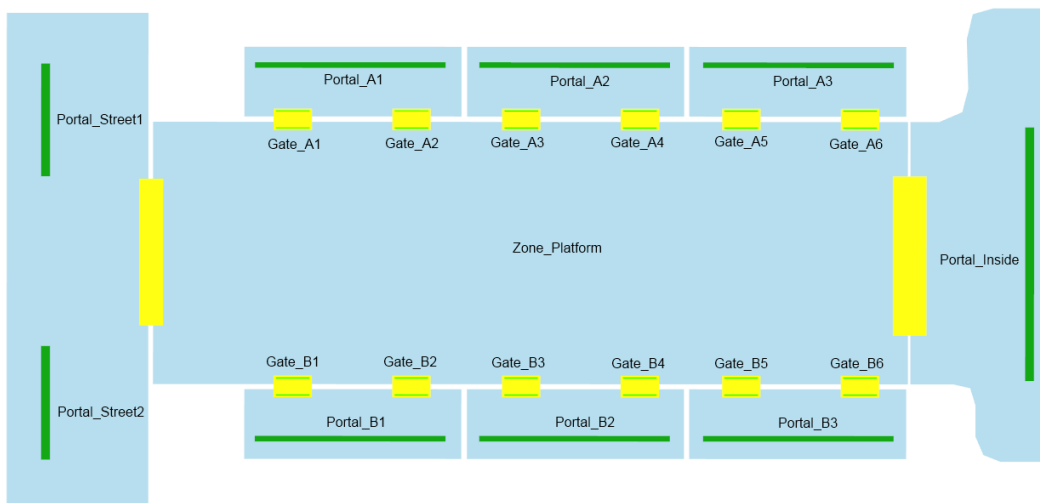 Portal_A1
Portal_A2
Portal_A3
Portal_Street1
Gate_A1
Gate_A2
Gate_A3
Gate_A4
Gate_A5
Gate_A6
Zone_Platform
Portal_Inside
Gate_B1
Gate_B2
Gate_B3
Gate_B4
Gate_B5
Gate_B6
Portal_Street2
Portal_B1
Portal_B2
Portal_B3